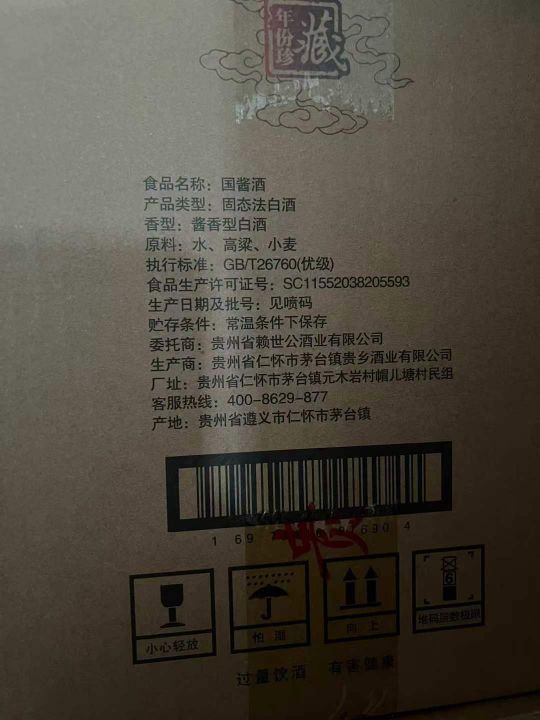 年份珍藏
食品名称：国酱酒
产品类型：固态法白酒
香型：酱香型白酒
原料：水、高粱、小麦
执行标准：GB/T26760(优级)
食品生产许可证号：SC11552038205593
生产日期及批号：见喷码
贮存条件：常温条件下保存
委托商：贵州省赖世公酒业有限公司
生产商：贵州省仁怀市茅台镇贵乡酒业有限公司
厂址：贵州省仁怀市茅台镇元木岩村帽儿塘村民组
客服热线：400-8629-877
产地：贵州省遵义市仁怀市茅台镇
小心轻放 怕潮 向上 6 堆码层数极限
过量饮酒 有害健康